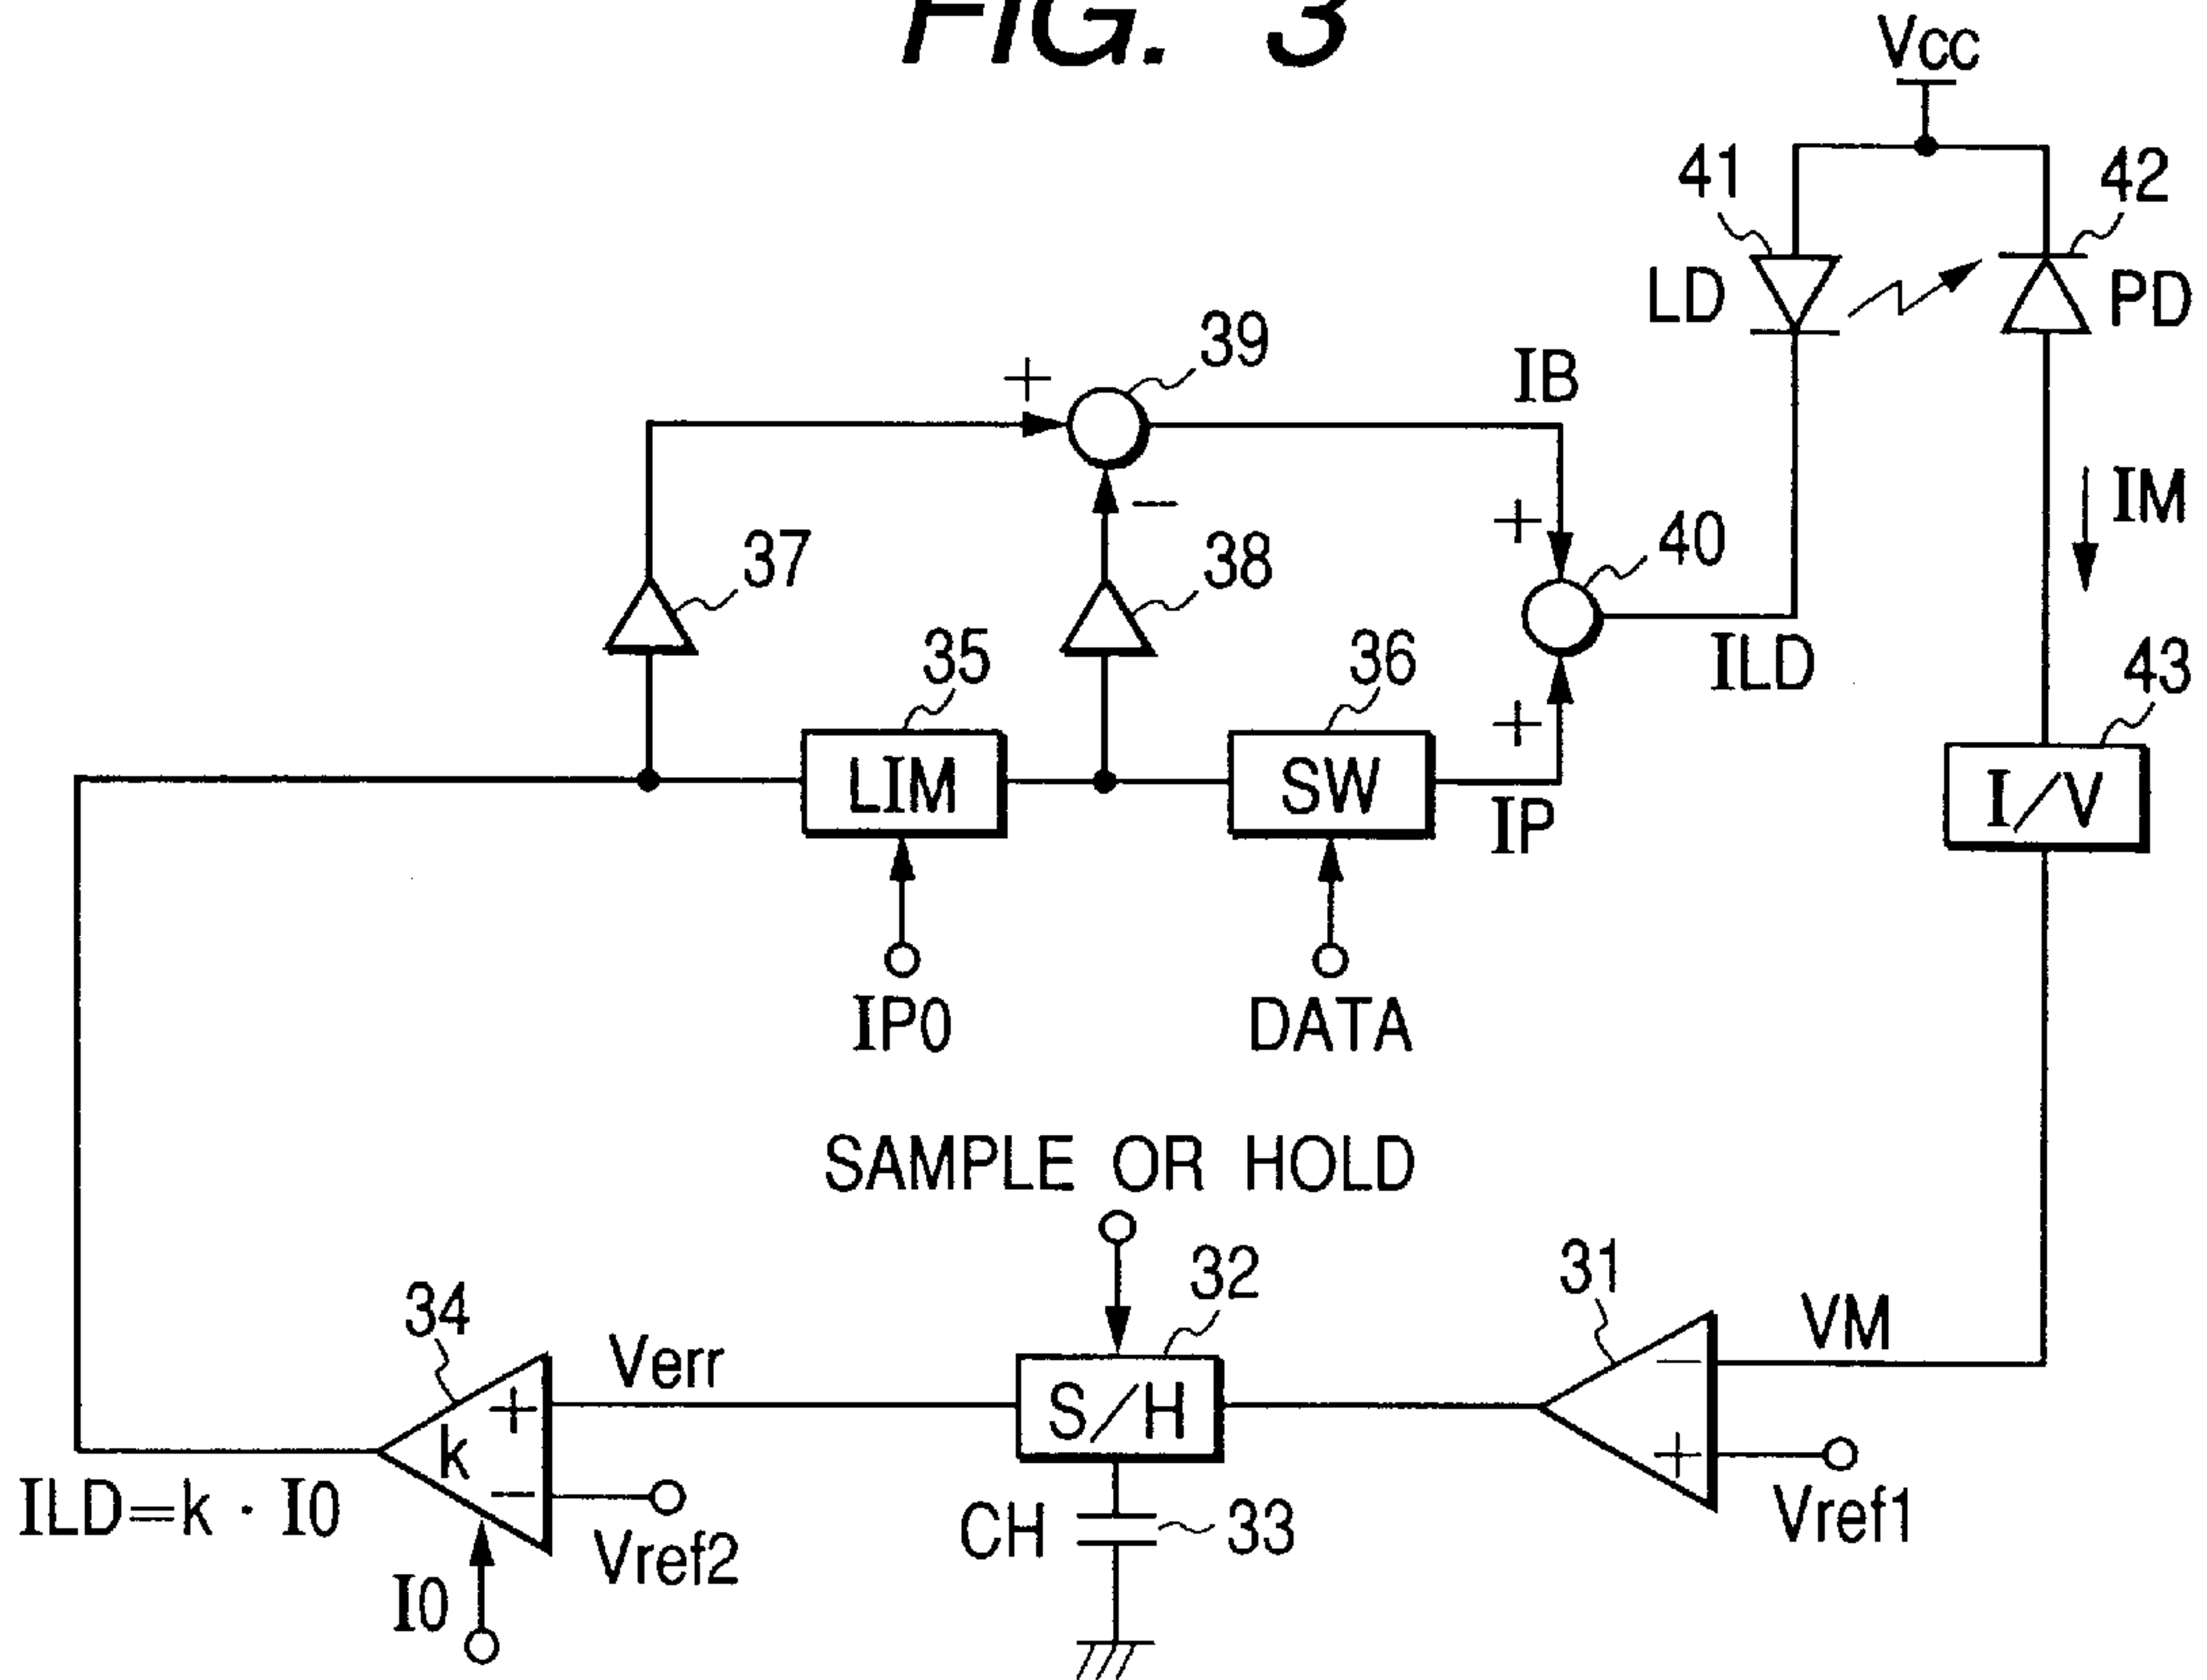 FIG. 3
Vcc
41
42
LD
PD
39
+
IB
IM
−
+
37
38
40
35
36
ILD
43
+
LIM
SW
I/V
IP
IP0
DATA
SAMPLE OR HOLD
34
32
31
Verr
VM
−
+
S/H
k
+
−
ILD=k · I0
Vref2
CH
33
Vref1
I0